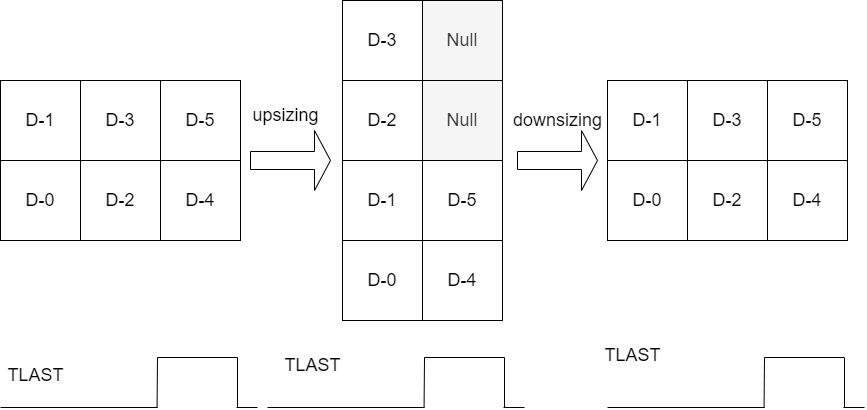 D-3 Null
upsizing
D-1 D-3 D-5
D-2 Null
downsizing
D-1 D-3 D-5
D-0 D-2 D-4
D-1 D-5
D-0 D-2 D-4
D-0 D-4
TLAST
TLAST
TLAST